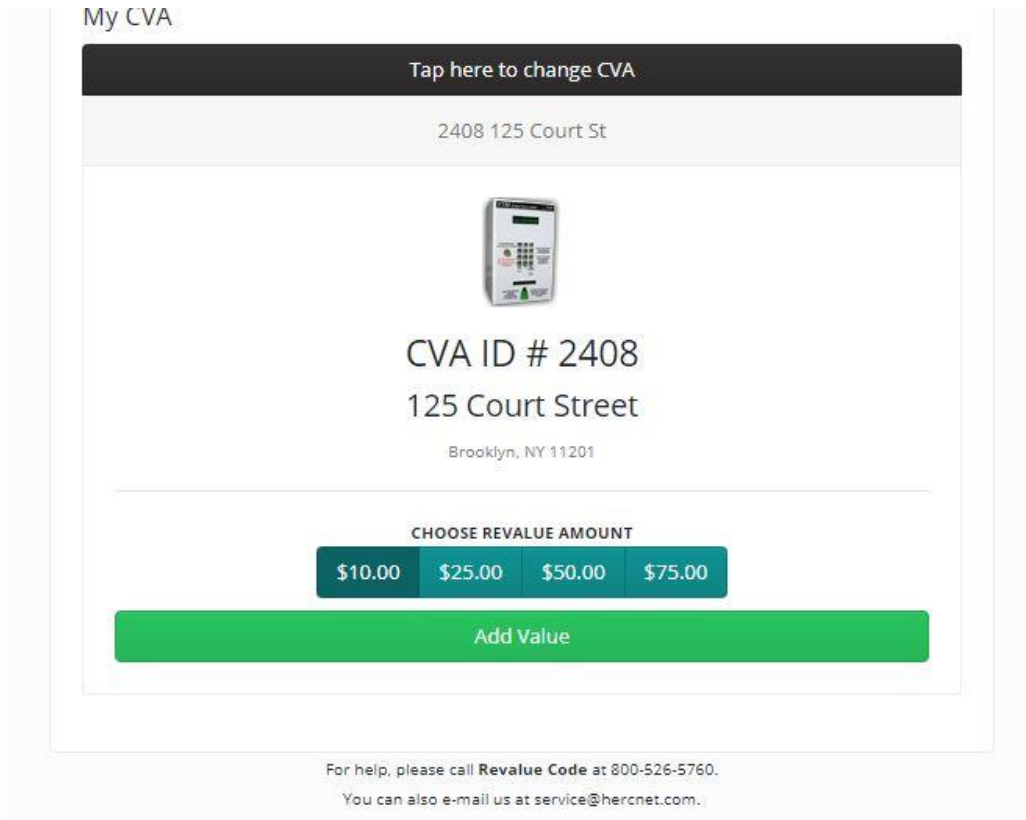 My CVA
Tap here to change CVA
2408 125 Court St
CVA ID # 2408
125 Court Street
Brooklyn, NY 11201
CHOOSE REVALUE AMOUNT
$10.00 $25.00 $50.00 $75.00
Add Value
For help, please call Revalue Code at 800-526-5760.
You can also e-mail us at service@hercnet.com.